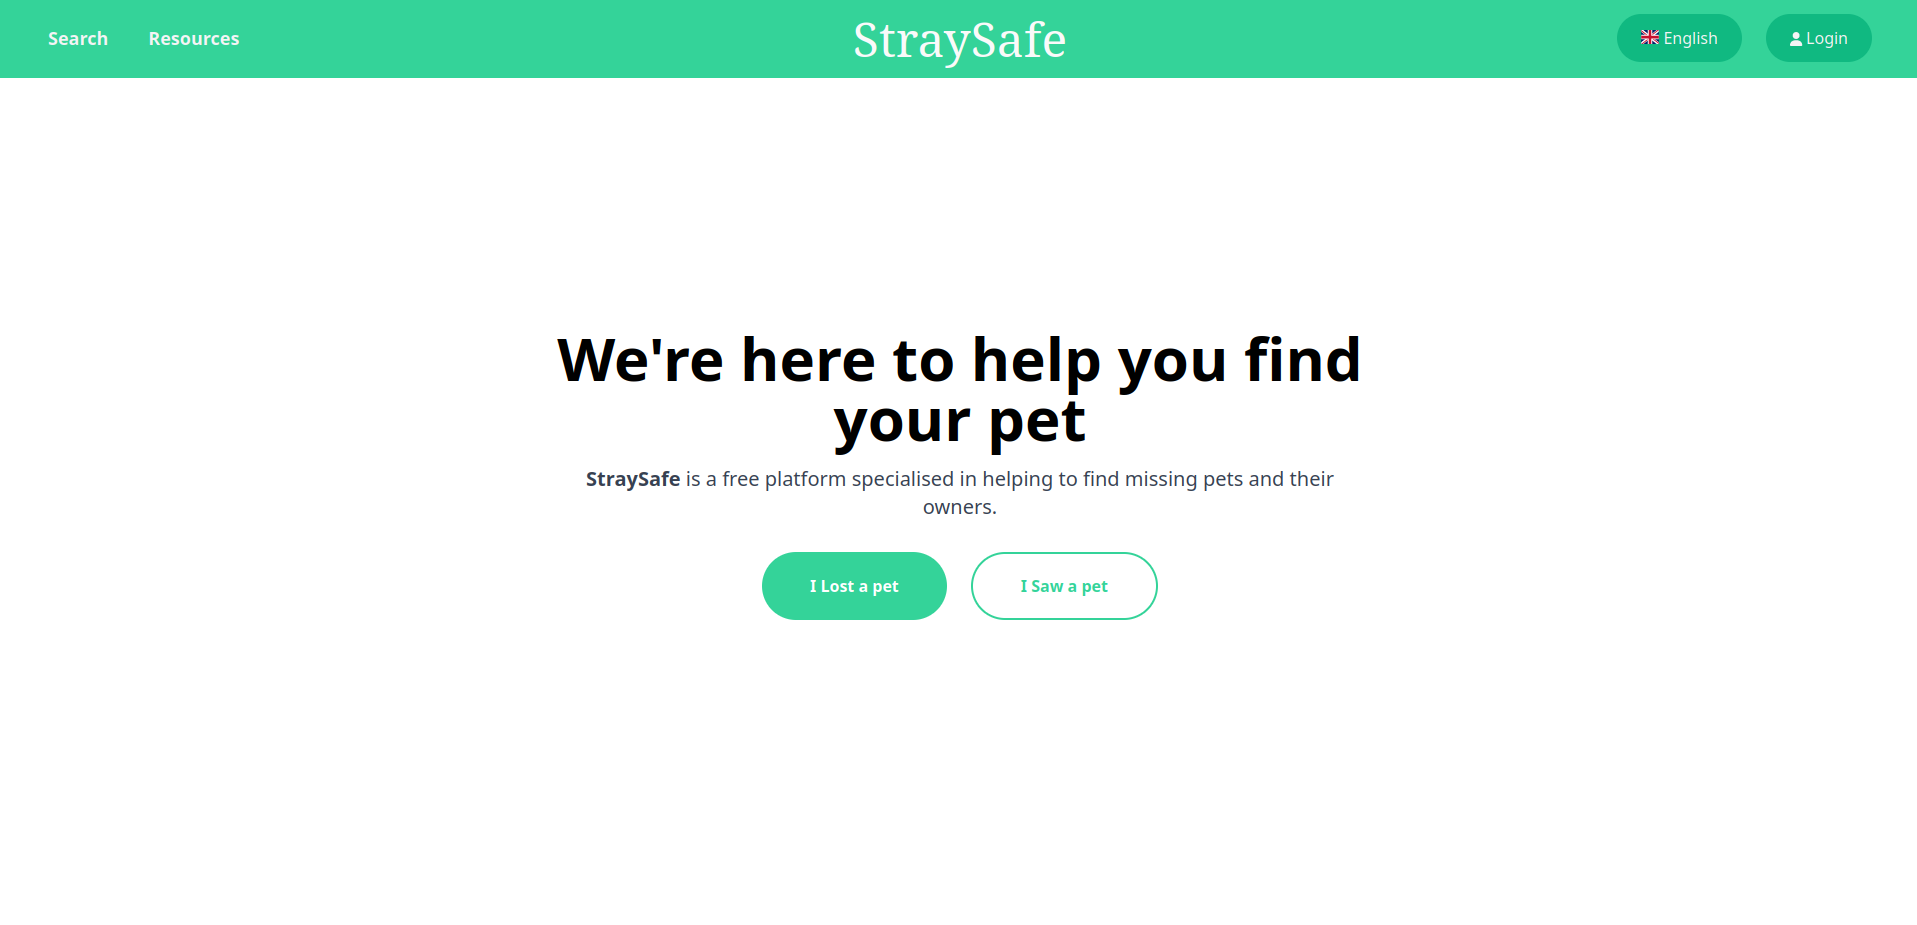 Search
Resources
StraySafe
English
Login
We're here to help you find
your pet
StraySafe is a free platform specialised in helping to find missing pets and their
owners.
I Lost a pet
I Saw a pet